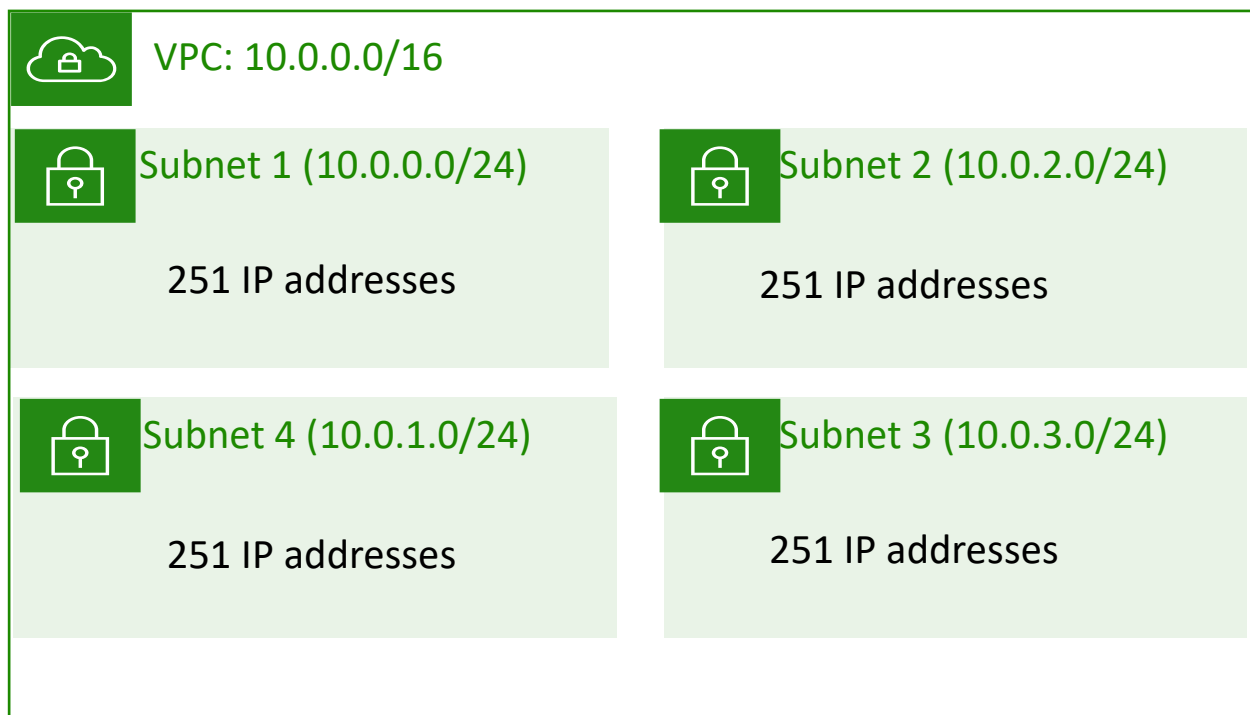 VPC: 10.0.0.0/16
Subnet 1 (10.0.0.0/24)
251 IP addresses
Subnet 2 (10.0.2.0/24)
251 IP addresses
Subnet 4 (10.0.1.0/24)
251 IP addresses
Subnet 3 (10.0.3.0/24)
251 IP addresses